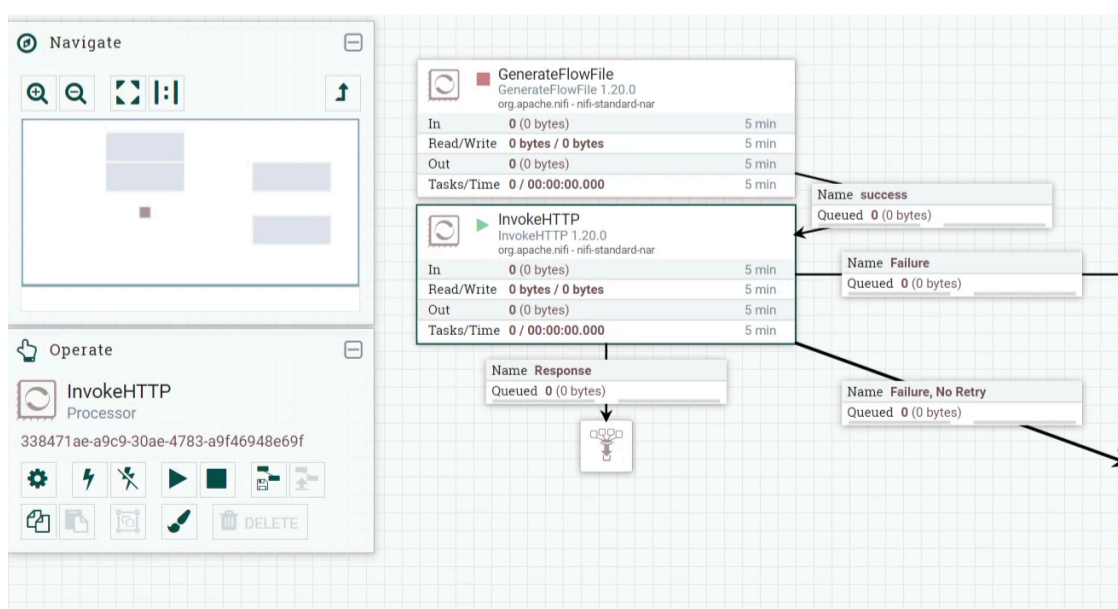 Navigate
GenerateFlowFile
GenerateFlowFile 1.20.0
org.apache.nifi - nifi-standard-nar
In 0 (0 bytes) 5 min
Read/Write 0 bytes / 0 bytes 5 min
Out 0 (0 bytes) 5 min
Tasks/Time 0 / 00:00:00.000 5 min
Name success
Queued 0 (0 bytes)
InvokeHTTP
InvokeHTTP 1.20.0
org.apache.nifi - nifi-standard-nar
In 0 (0 bytes) 5 min
Read/Write 0 bytes / 0 bytes 5 min
Out 0 (0 bytes) 5 min
Tasks/Time 0 / 00:00:00.000 5 min
Name Failure
Queued 0 (0 bytes)
Name Response
Queued 0 (0 bytes)
Name Failure, No Retry
Queued 0 (0 bytes)
Operate
InvokeHTTP
Processor
338471ae-a9c9-30ae-4783-a9f46948e69f
DELETE